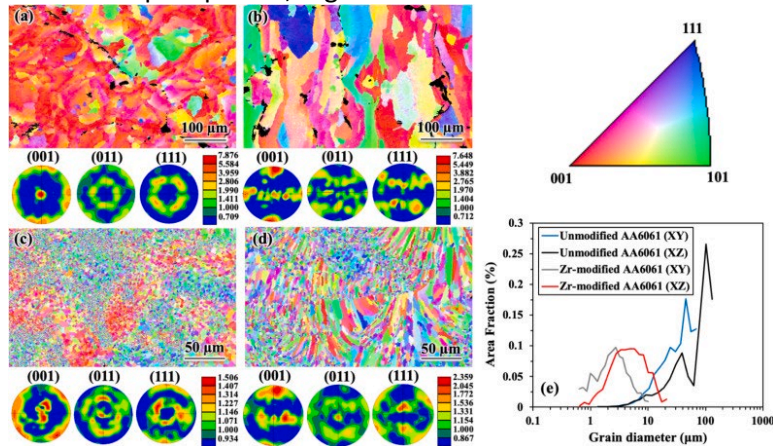 (a)
100 μm
(b)
100 μm
111
001
101
(001) (011) (111)
7.876
5.584
3.959
2.806
1.990
1.411
1.000
0.709
(001) (011) (111)
7.648
5.449
3.882
2.765
1.970
1.404
1.000
0.712
(c)
50 μm
(d)
50 μm
(001) (011) (111)
1.506
1.407
1.314
1.227
1.146
1.071
1.000
0.934
(001) (011) (111)
2.359
2.045
1.772
1.536
1.331
1.154
1.000
0.867
Area Fraction (%)
0.3
0.25
0.2
0.15
0.1
0.05
0
Unmodified AA6061 (XY)
Unmodified AA6061 (XZ)
Zr-modified AA6061 (XY)
Zr-modified AA6061 (XZ)
(e)
0.1 1 10 100 1000
Grain diameter (μm)